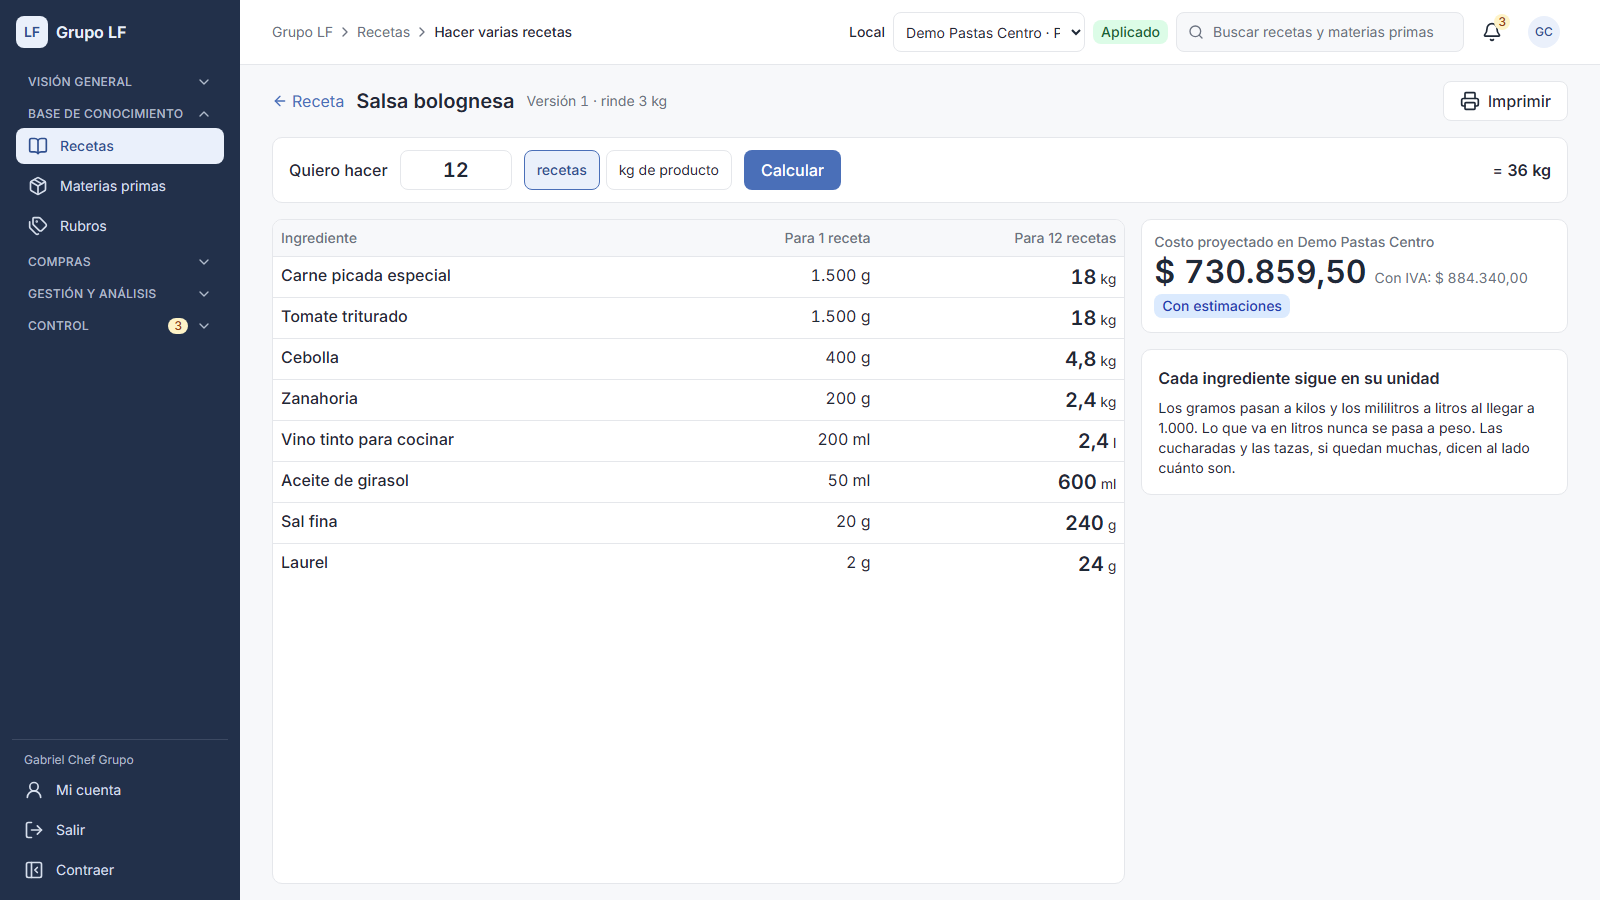 LF Grupo LF
VISIÓN GENERAL
BASE DE CONOCIMIENTO
Recetas
Materias primas
Rubros
COMPRAS
GESTIÓN Y ANÁLISIS
CONTROL 3
Gabriel Chef Grupo
Mi cuenta
Salir
Contraer
Grupo LF > Recetas > Hacer varias recetas
Local Demo Pastas Centro · P Aplicado Buscar recetas y materias primas 3 GC
← Receta Salsa bolognesa Versión 1 · rinde 3 kg Imprimir
Quiero hacer 12 recetas kg de producto Calcular = 36 kg
Ingrediente Para 1 receta Para 12 recetas
Carne picada especial 1.500 g 18 kg
Tomate triturado 1.500 g 18 kg
Cebolla 400 g 4,8 kg
Zanahoria 200 g 2,4 kg
Vino tinto para cocinar 200 ml 2,4 l
Aceite de girasol 50 ml 600 ml
Sal fina 20 g 240 g
Laurel 2 g 24 g
Costo proyectado en Demo Pastas Centro
$ 730.859,50 Con IVA: $ 884.340,00
Con estimaciones
Cada ingrediente sigue en su unidad
Los gramos pasan a kilos y los mililitros a litros al llegar a
1.000. Lo que va en litros nunca se pasa a peso. Las
cucharadas y las tazas, si quedan muchas, dicen al lado
cuánto son.